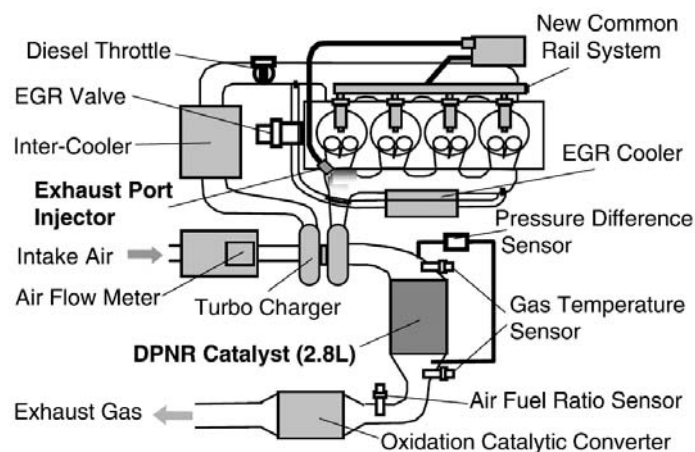 New Common
Rail System
Diesel Throttle
EGR Valve
Inter-Cooler
EGR Cooler
Exhaust Port
Injector
Pressure Difference
Sensor
Intake Air
Air Flow Meter
Turbo Charger
Gas Temperature
Sensor
DPNR Catalyst (2.8L)
Air Fuel Ratio Sensor
Exhaust Gas
Oxidation Catalytic Converter